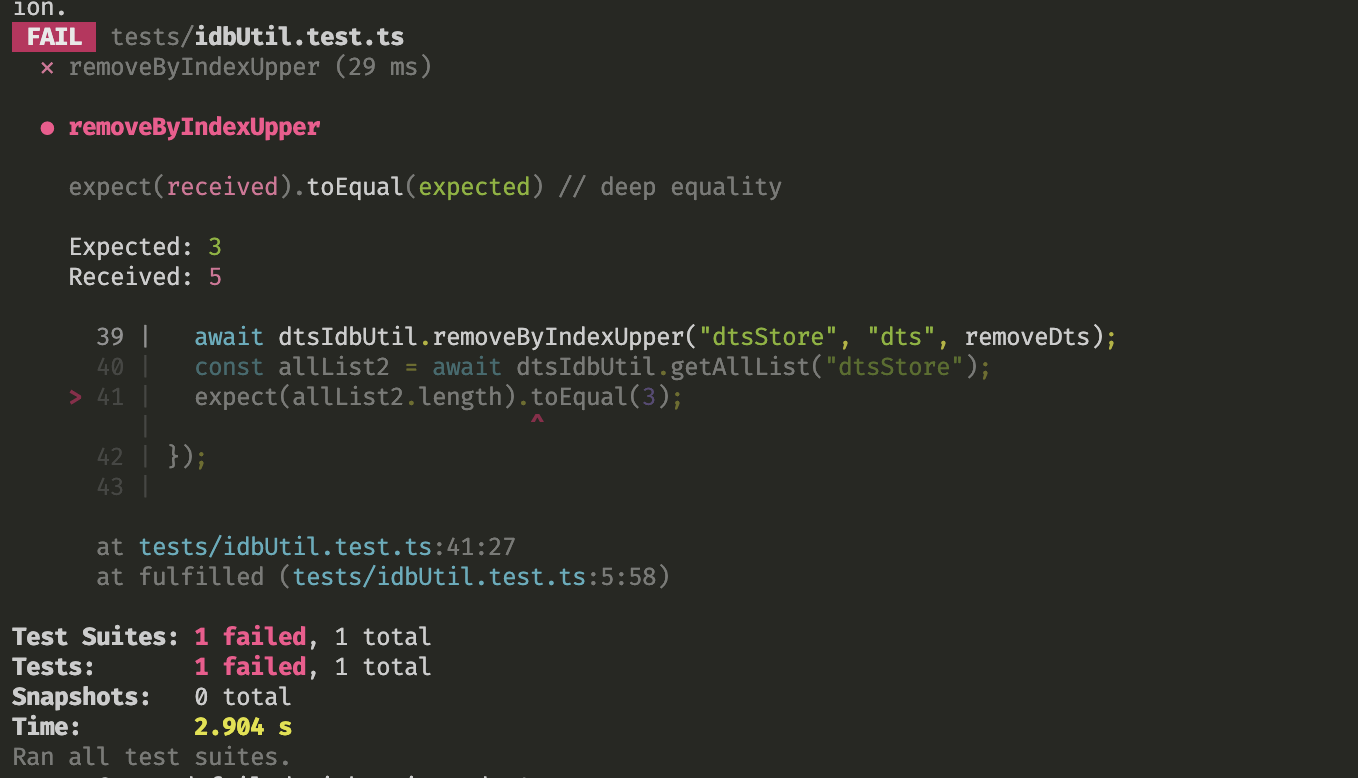 ion.
FAIL tests/idbUtil.test.ts
× removeByIndexUpper (29 ms)
● removeByIndexUpper
expect(received).toEqual(expected) // deep equality
Expected: 3
Received: 5
39 | await dtsIdbUtil.removeByIndexUpper("dtsStore", "dts", removeDts);
40 | const allList2 = await dtsIdbUtil.getAllList("dtsStore");
> 41 | expect(allList2.length).toEqual(3);
| ^
42 | });
43 |
at tests/idbUtil.test.ts:41:27
at fulfilled (tests/idbUtil.test.ts:5:58)
Test Suites: 1 failed, 1 total
Tests: 1 failed, 1 total
Snapshots: 0 total
Time: 2.904 s
Ran all test suites.